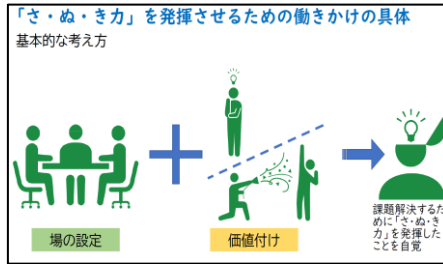 「さ・ぬ・き力」を発揮させるための働きかけの具体
基本的な考え方
場の設定
価値付け
課題解決するた
めに「さ・ぬ・き
力」を発揮した
ことを自覚